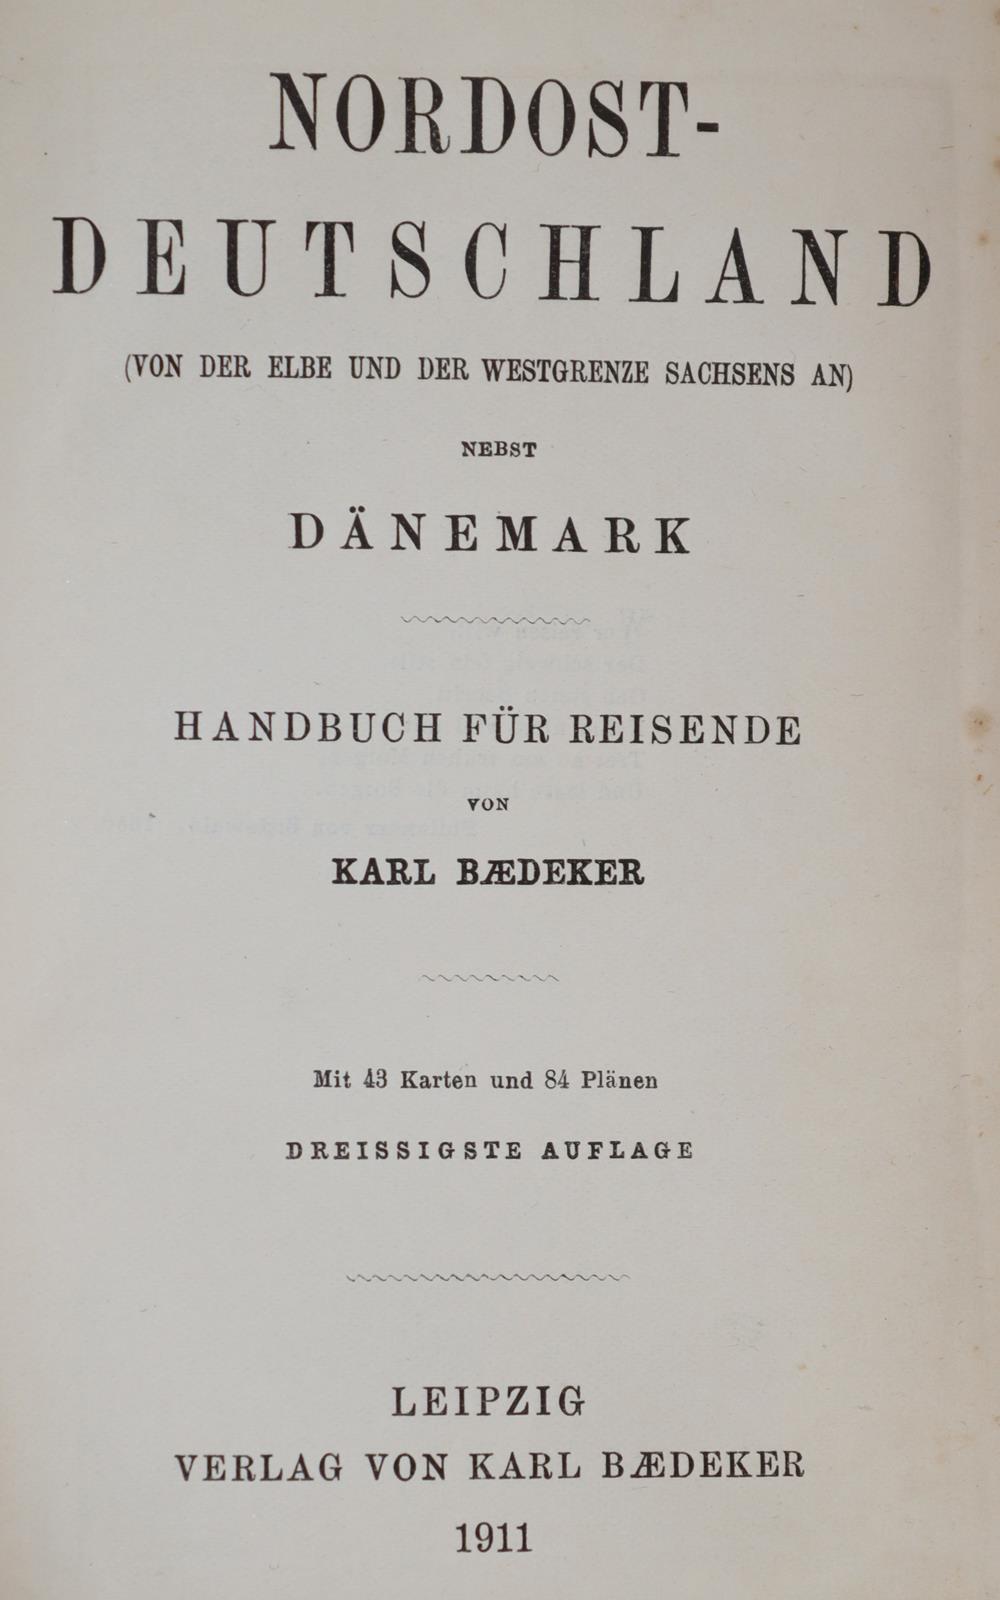 NORDOST-
DEUTSCHLAND
(VON DER ELBE UND DER WESTGRENZE SACHSENS AN)
NEBST
DÄNEMARK
HANDBUCH FÜR REISENDE
VON
KARL BÆDEKER
Mit 43 Karten und 84 Plänen
DREISSIGSTE AUFLAGE
LEIPZIG
VERLAG VON KARL BÆDEKER
1911